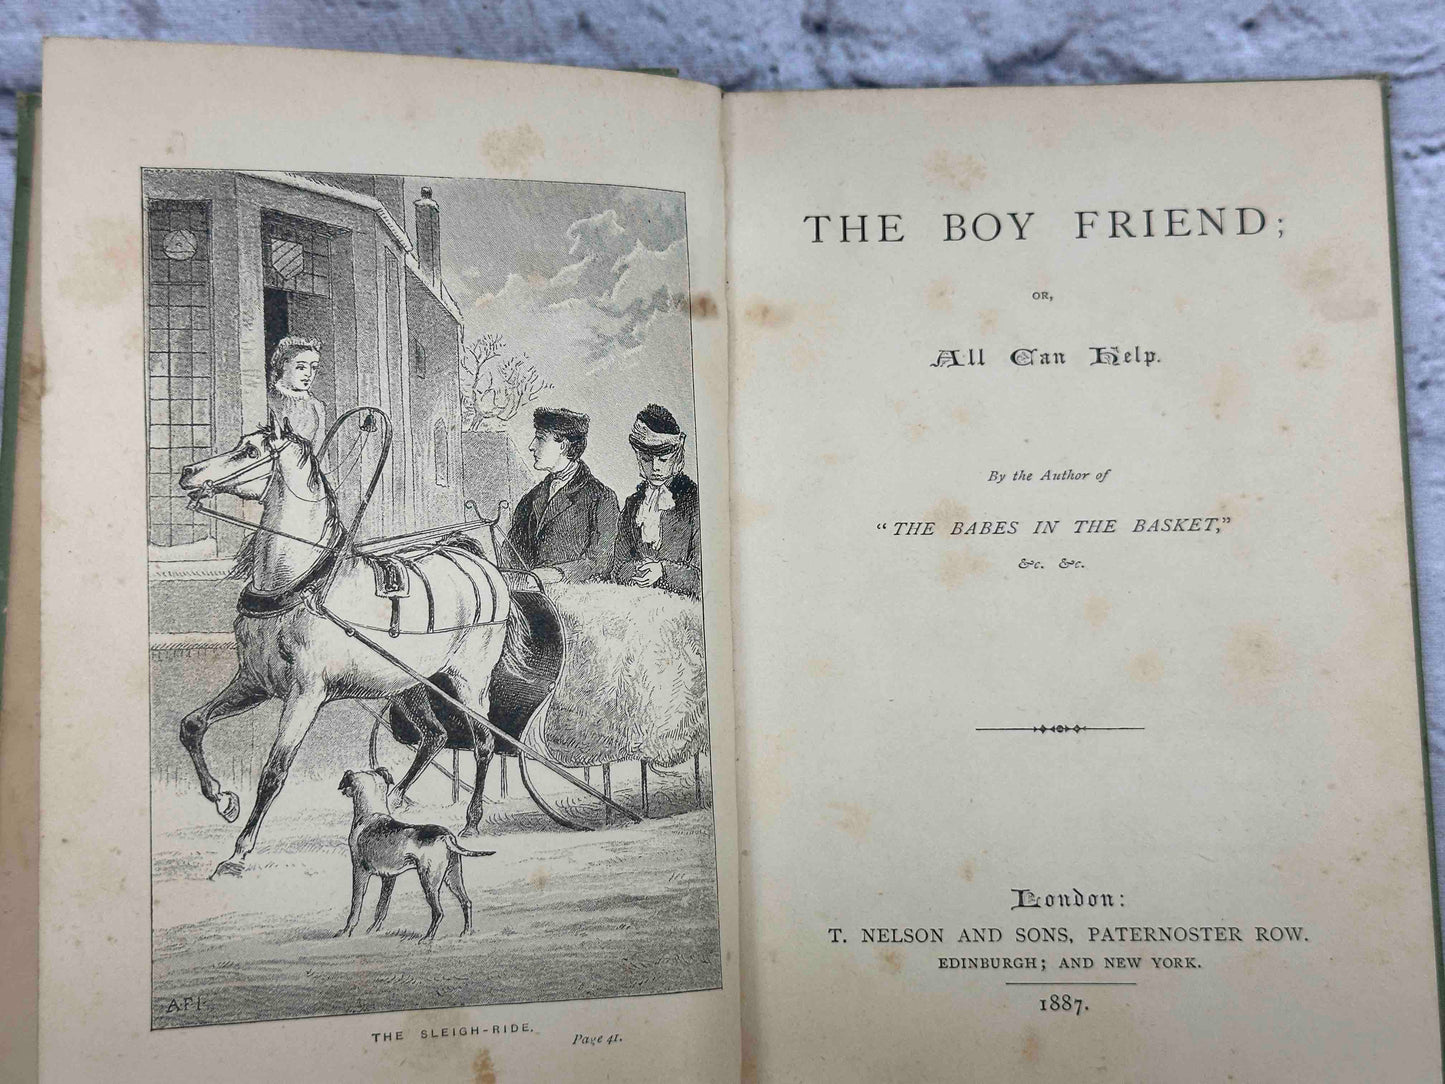 AFL
THE SLEIGH-RIDE. Page 41.
THE BOY FRIEND;
OR,
All Can Help.
By the Author of
“THE BABES IN THE BASKET,”
&c. &c.
London:
T. NELSON AND SONS, PATERNOSTER ROW.
EDINBURGH; AND NEW YORK.
1887.